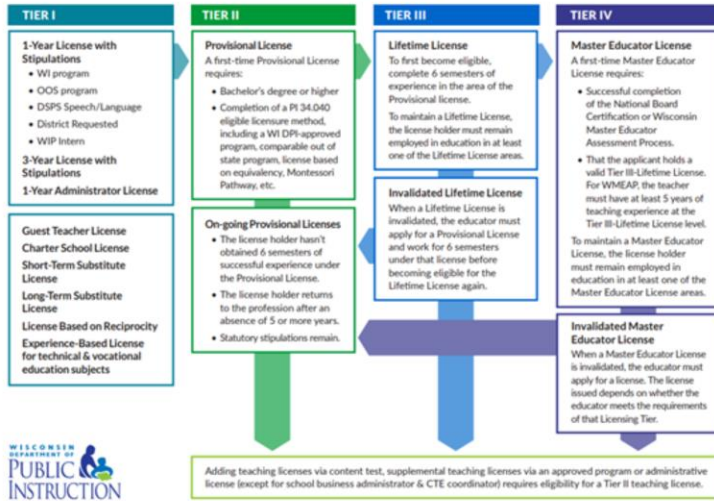 TIER I
1-Year License with
Stipulations
• WI program
• OOS program
• DSPS Speech/Language
• District Requested
• WIP Intern
3-Year License with
Stipulations
1-Year Administrator License
Guest Teacher License
Charter School License
Short-Term Substitute
License
Long-Term Substitute
License
License Based on Reciprocity
Experience-Based License
for technical & vocational
education subjects
TIER II
Provisional License
A first-time Provisional License
requires:
• Bachelor's degree or higher
• Completion of a PI 34.040
eligible licensure method,
including a WI DPI-approved
program, comparable out of
state program, license based
on equivalency, Montessori
Pathway, etc.
On-going Provisional Licenses
• The license holder hasn't
obtained 6 semesters of
successful experience under
the Provisional License.
• The license holder returns
to the profession after an
absence of 5 or more years.
• Statutory stipulations remain.
TIER III
Lifetime License
To first become eligible,
complete 6 semesters of
experience in the area of the
Provisional license.
To maintain a Lifetime License,
the license holder must remain
employed in education in at least
one of the Lifetime License areas.
Invalidated Lifetime License
When a Lifetime License is
invalidated, the educator must
apply for a Provisional License
and work for 6 semesters
under that license before
becoming eligible for the
Lifetime License again.
TIER IV
Master Educator License
A first-time Master Educator
License requires:
• Successful completion
of the National Board
Certification or Wisconsin
Master Educator
Assessment Process.
• That the applicant holds a
valid Tier III-Lifetime License.
For WMEAP, the teacher
must have at least 5 years of
teaching experience at the
Tier III-Lifetime License level.
To maintain a Master Educator
License, the license holder
must remain employed in
education in at least one of the
Master Educator License areas.
Invalidated Master
Educator License
When a Master Educator License
is invalidated, the educator must
apply for a license. The license
issued depends on whether the
educator meets the requirements
of that Licensing Tier.
WISCONSIN
DEPARTMENT OF
PUBLIC
INSTRUCTION
Adding teaching licenses via content test, supplemental teaching licenses via an approved program or administrative
license (except for school business administrator & CTE coordinator) requires eligibility for a Tier II teaching license.